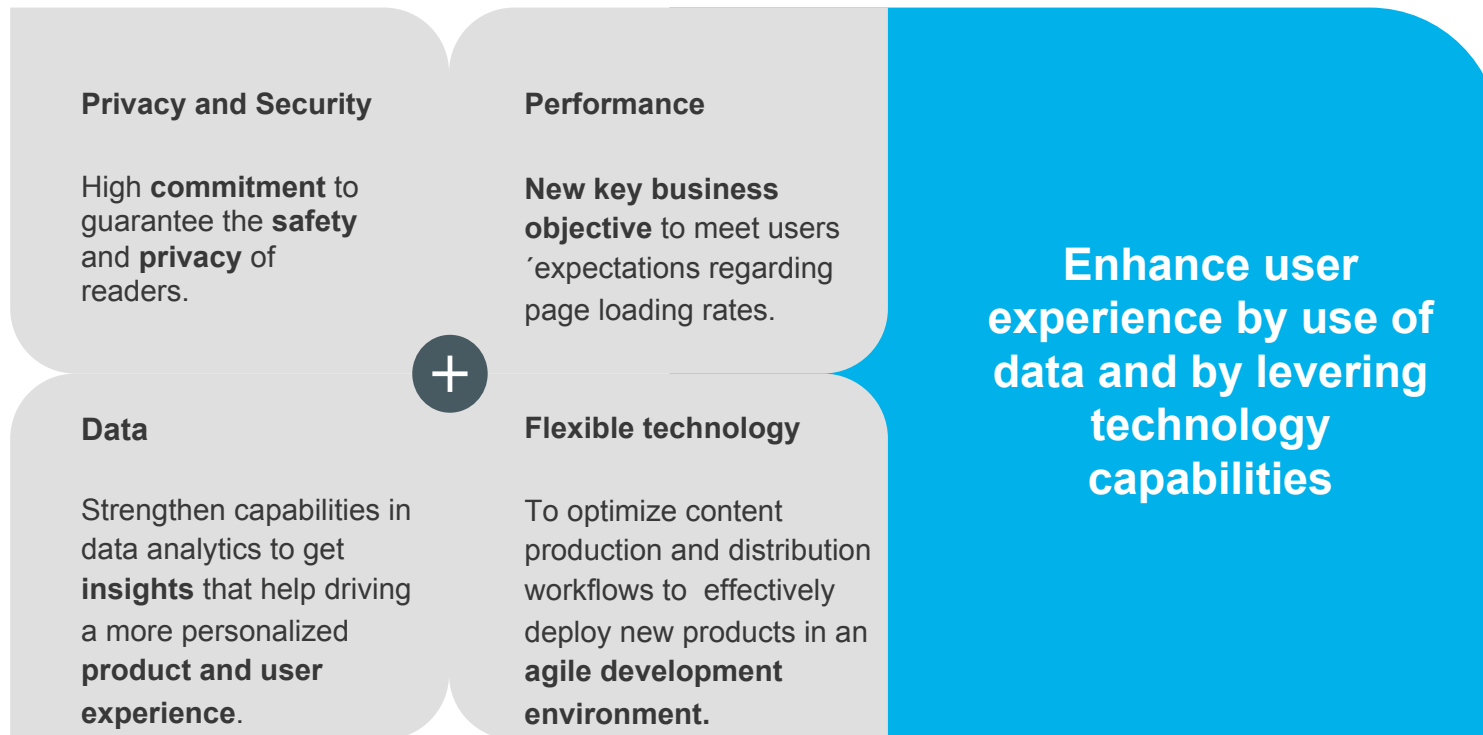 Privacy and Security
High commitment to
guarantee the safety
and privacy of
readers.
Performance
New key business
objective to meet users
´expectations regarding
page loading rates.
Data
Strengthen capabilities in
data analytics to get
insights that help driving
a more personalized
product and user
experience.
Flexible technology
To optimize content
production and distribution
workflows to  effectively
deploy new products in an
agile development
environment.
Enhance user
experience by use of
data and by levering
technology
capabilities